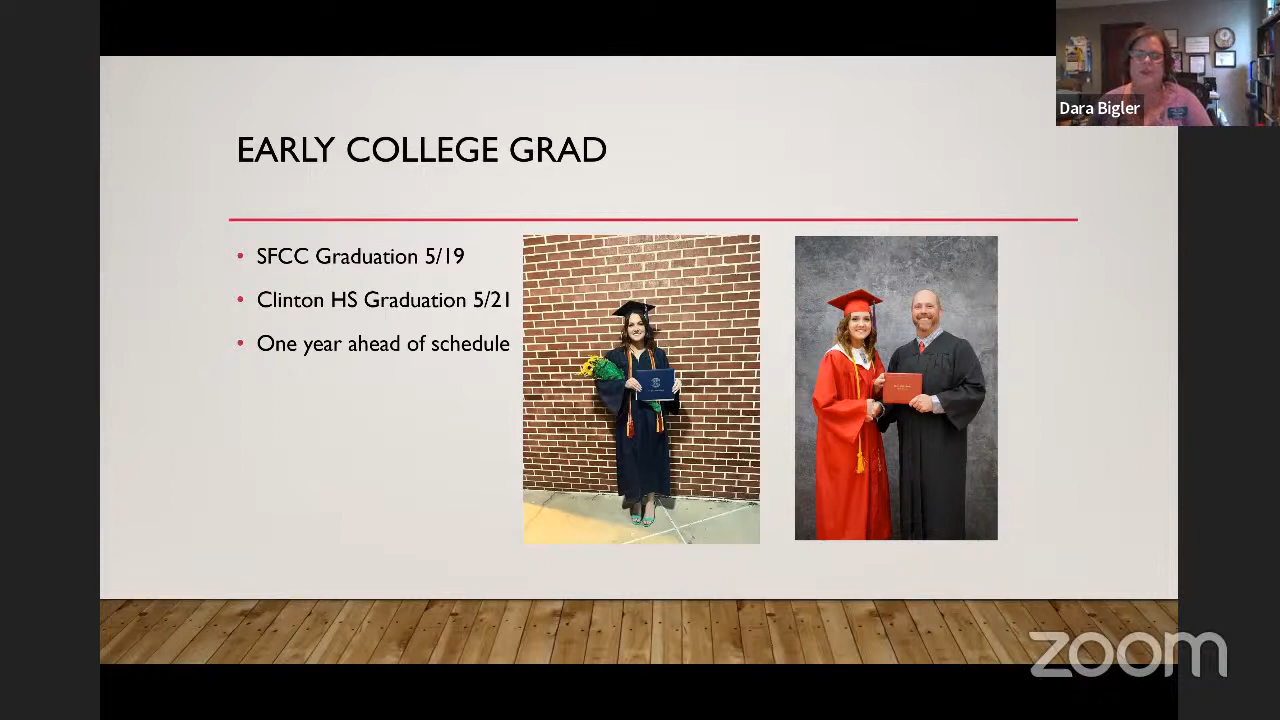 Dara Bigler
EARLY COLLEGE GRAD
• SFCC Graduation 5/19
• Clinton HS Graduation 5/21
• One year ahead of schedule
zoom